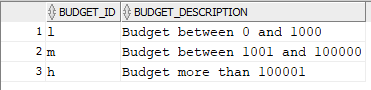 BUDGET_ID BUDGET_DESCRIPTION
1 l Budget between 0 and 1000
2 m Budget between 1001 and 100000
3 h Budget more than 100001